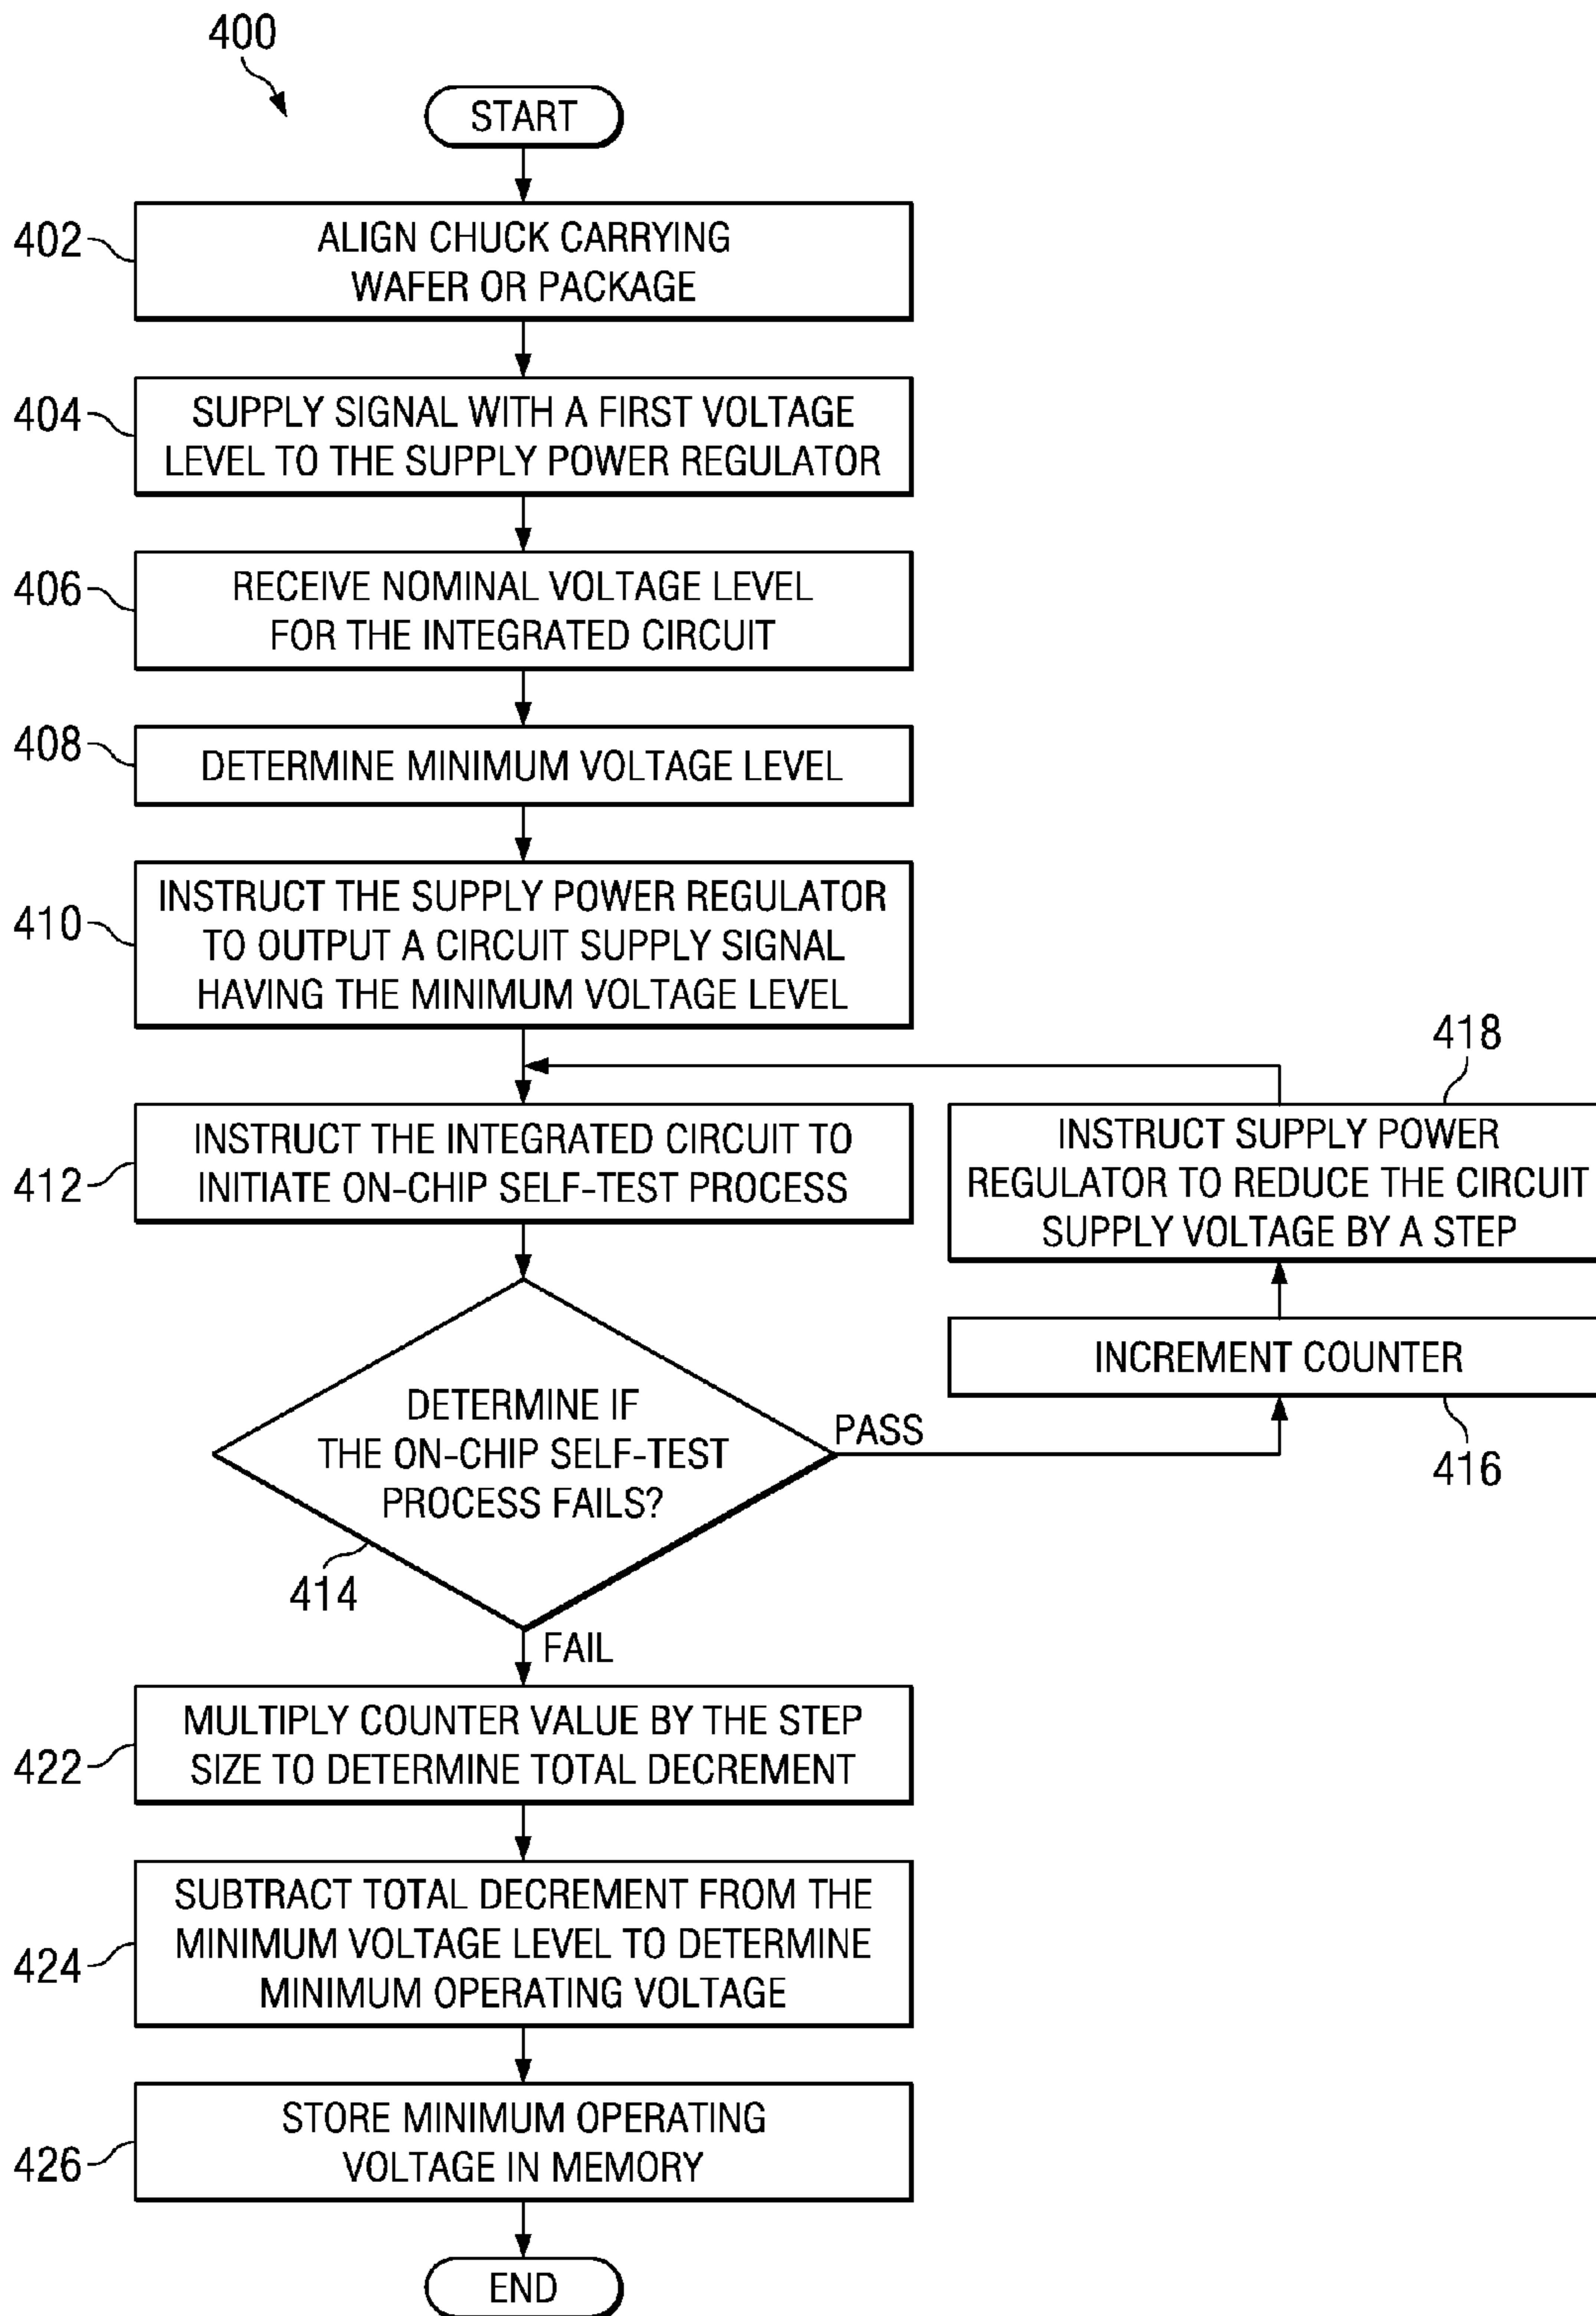 400
START
402
ALIGN CHUCK CARRYING
WAFER OR PACKAGE
404
SUPPLY SIGNAL WITH A FIRST VOLTAGE
LEVEL TO THE SUPPLY POWER REGULATOR
406
RECEIVE NOMINAL VOLTAGE LEVEL
FOR THE INTEGRATED CIRCUIT
408
DETERMINE MINIMUM VOLTAGE LEVEL
410
INSTRUCT THE SUPPLY POWER REGULATOR
TO OUTPUT A CIRCUIT SUPPLY SIGNAL
HAVING THE MINIMUM VOLTAGE LEVEL
412
INSTRUCT THE INTEGRATED CIRCUIT TO
INITIATE ON-CHIP SELF-TEST PROCESS
418
INSTRUCT SUPPLY POWER
REGULATOR TO REDUCE THE CIRCUIT
SUPPLY VOLTAGE BY A STEP
INCREMENT COUNTER
416
DETERMINE IF
THE ON-CHIP SELF-TEST
PROCESS FAILS?
PASS
414
FAIL
422
MULTIPLY COUNTER VALUE BY THE STEP
SIZE TO DETERMINE TOTAL DECREMENT
424
SUBTRACT TOTAL DECREMENT FROM THE
MINIMUM VOLTAGE LEVEL TO DETERMINE
MINIMUM OPERATING VOLTAGE
426
STORE MINIMUM OPERATING
VOLTAGE IN MEMORY
END